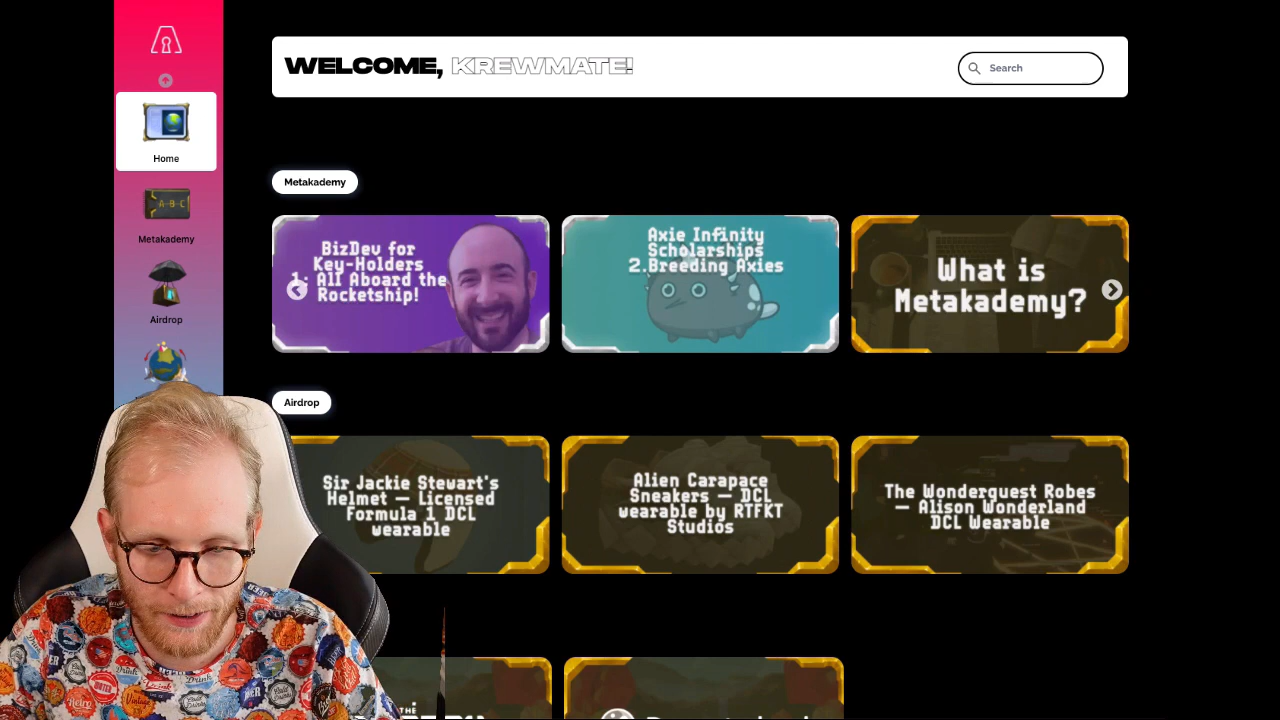 WELCOME, KREWMATE!
Search
Home
Metakademy
Airdrop
Metakademy
BizDev for
Key-Holders
1. All Aboard the
Rocketship!
Axie Infinity
Scholarships
2.Breeding Axies
What is
Metakademy?
Airdrop
Sir Jackie Stewart's
Helmet — Licensed
Formula 1 DCL
wearable
Alien Carapace
Sneakers — DCL
wearable by RTFKT
Studios
The Wonderquest Robes
— Alison Wonderland
DCL Wearable
THE